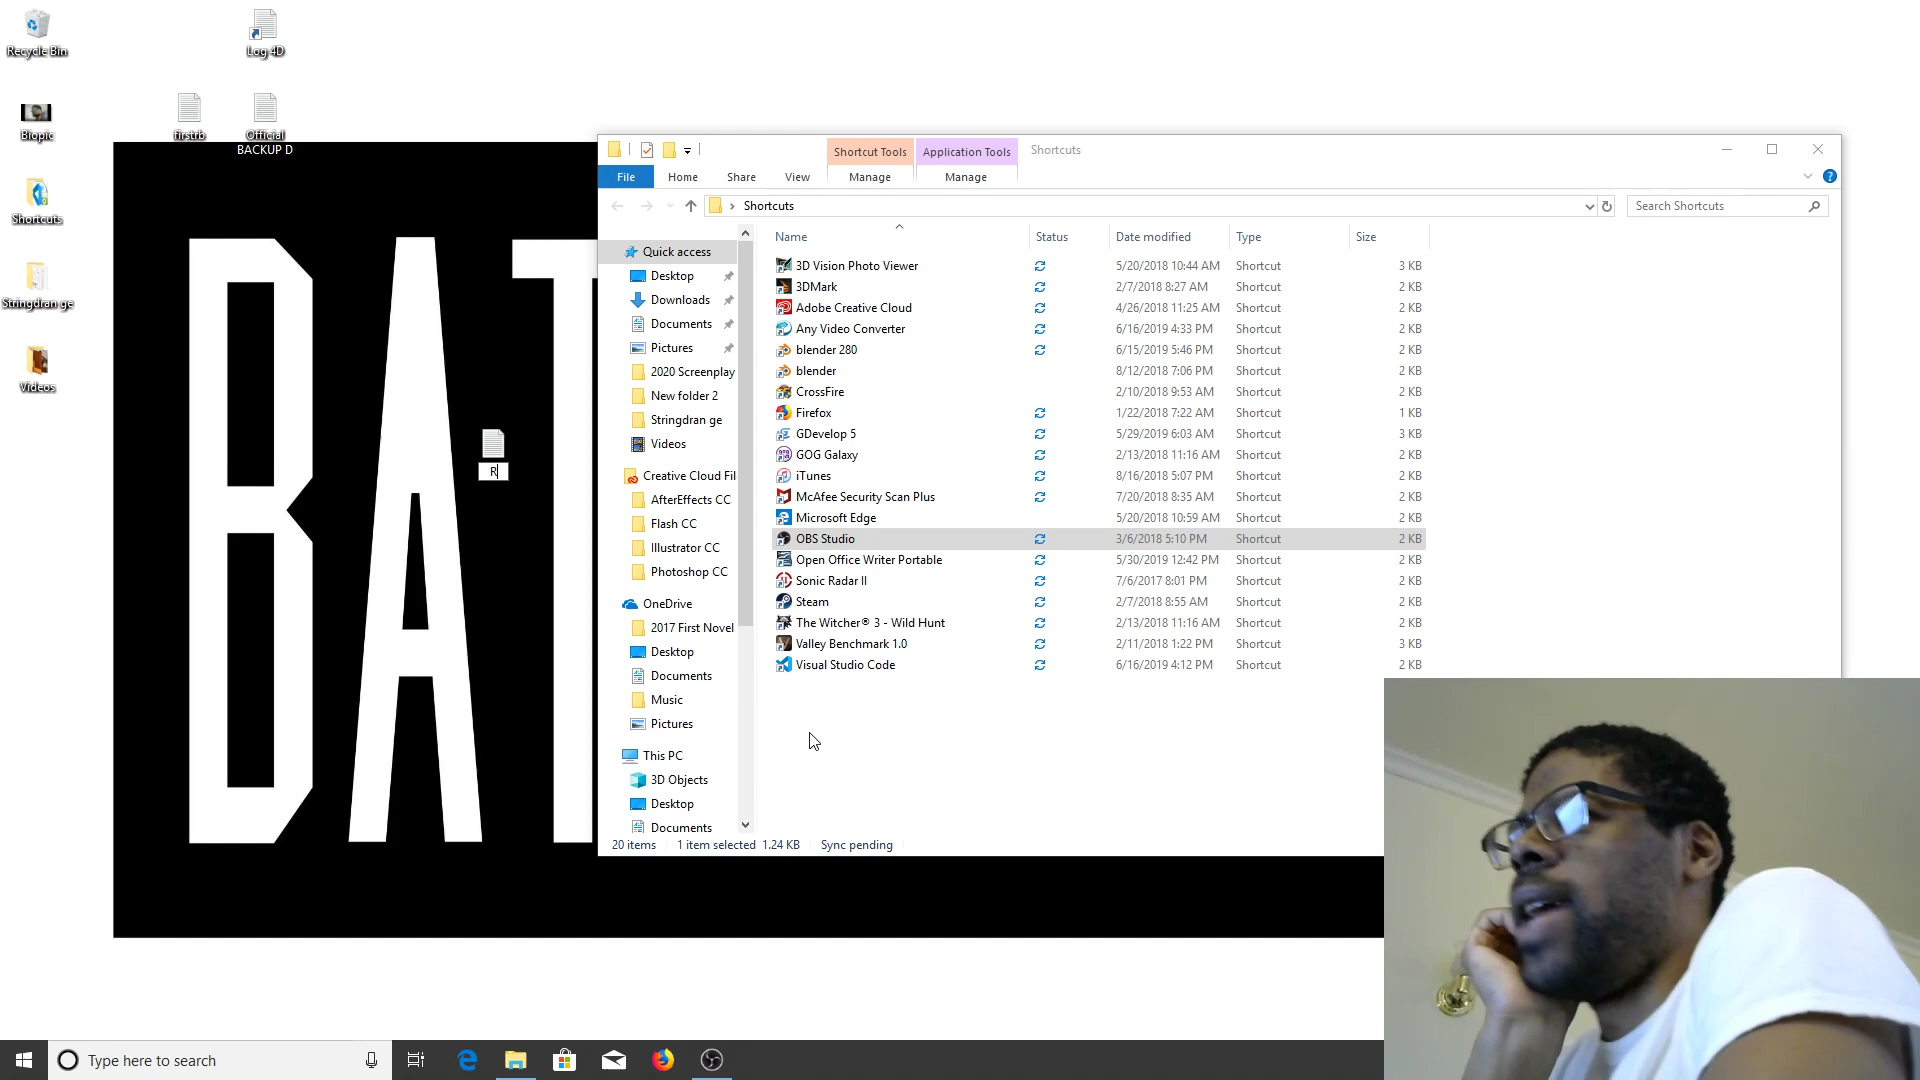 Recycle Bin
Log 4D
Biopic
firstrb
Official
BACKUP D
Shortcuts
Stringdran ge
Videos
BAT
R
Shortcut Tools
Application Tools
Shortcuts
File
Home
Share
View
Manage
Manage
Shortcuts
Search Shortcuts
Quick access
Desktop
Downloads
Documents
Pictures
2020 Screenplay
New folder 2
Stringdran ge
Videos
Creative Cloud Fil
AfterEffects CC
Flash CC
Illustrator CC
Photoshop CC
OneDrive
2017 First Novel
Desktop
Documents
Music
Pictures
This PC
3D Objects
Desktop
Documents
Name Status Date modified Type Size
3D Vision Photo Viewer 5/20/2018 10:44 AM Shortcut 3 KB
3DMark 2/7/2018 8:27 AM Shortcut 2 KB
Adobe Creative Cloud 4/26/2018 11:25 AM Shortcut 2 KB
Any Video Converter 6/16/2019 4:33 PM Shortcut 2 KB
blender 280 6/15/2019 5:46 PM Shortcut 2 KB
blender 8/12/2018 7:06 PM Shortcut 2 KB
CrossFire 2/10/2018 9:53 AM Shortcut 2 KB
Firefox 1/22/2018 7:22 AM Shortcut 1 KB
GDevelop 5 5/29/2019 6:03 AM Shortcut 3 KB
GOG Galaxy 2/13/2018 11:16 AM Shortcut 2 KB
iTunes 8/16/2018 5:07 PM Shortcut 2 KB
McAfee Security Scan Plus 7/20/2018 8:35 AM Shortcut 2 KB
Microsoft Edge 5/20/2018 10:59 AM Shortcut 2 KB
OBS Studio 3/6/2018 5:10 PM Shortcut 2 KB
Open Office Writer Portable 5/30/2019 12:42 PM Shortcut 2 KB
Sonic Radar II 7/6/2017 8:01 PM Shortcut 2 KB
Steam 2/7/2018 8:55 AM Shortcut 2 KB
The Witcher® 3 - Wild Hunt 2/13/2018 11:16 AM Shortcut 2 KB
Valley Benchmark 1.0 2/11/2018 1:22 PM Shortcut 3 KB
Visual Studio Code 6/16/2019 4:12 PM Shortcut 2 KB
20 items 1 item selected 1.24 KB Sync pending
Type here to search